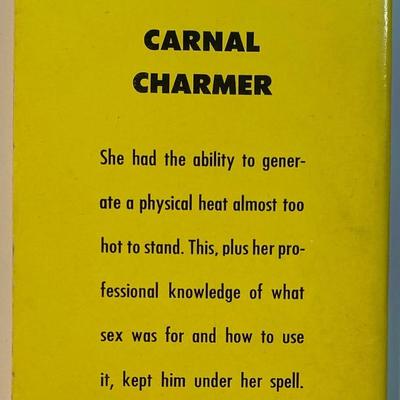 CARNAL
CHARMER
She had the ability to gener-
ate a physical heat almost too
hot to stand. This, plus her pro-
fessional knowledge of what
sex was for and how to use
it, kept him under her spell.